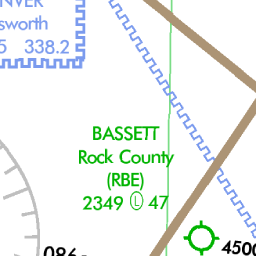 NVER
sworth
5 338.2
BASSETT
Rock County
(RBE)
2349 L 47
4500
086